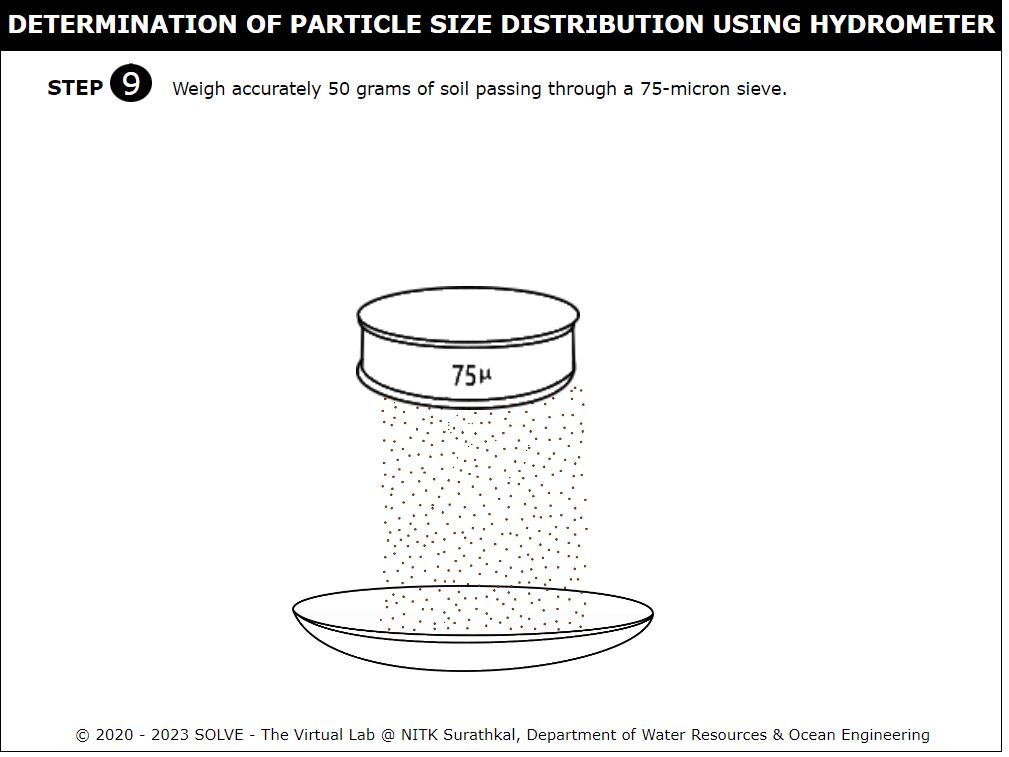 DETERMINATION OF PARTICLE SIZE DISTRIBUTION USING HYDROMETER
STEP 9 Weigh accurately 50 grams of soil passing through a 75-micron sieve.
75µ
© 2020 - 2023 SOLVE - The Virtual Lab @ NITK Surathkal, Department of Water Resources & Ocean Engineering